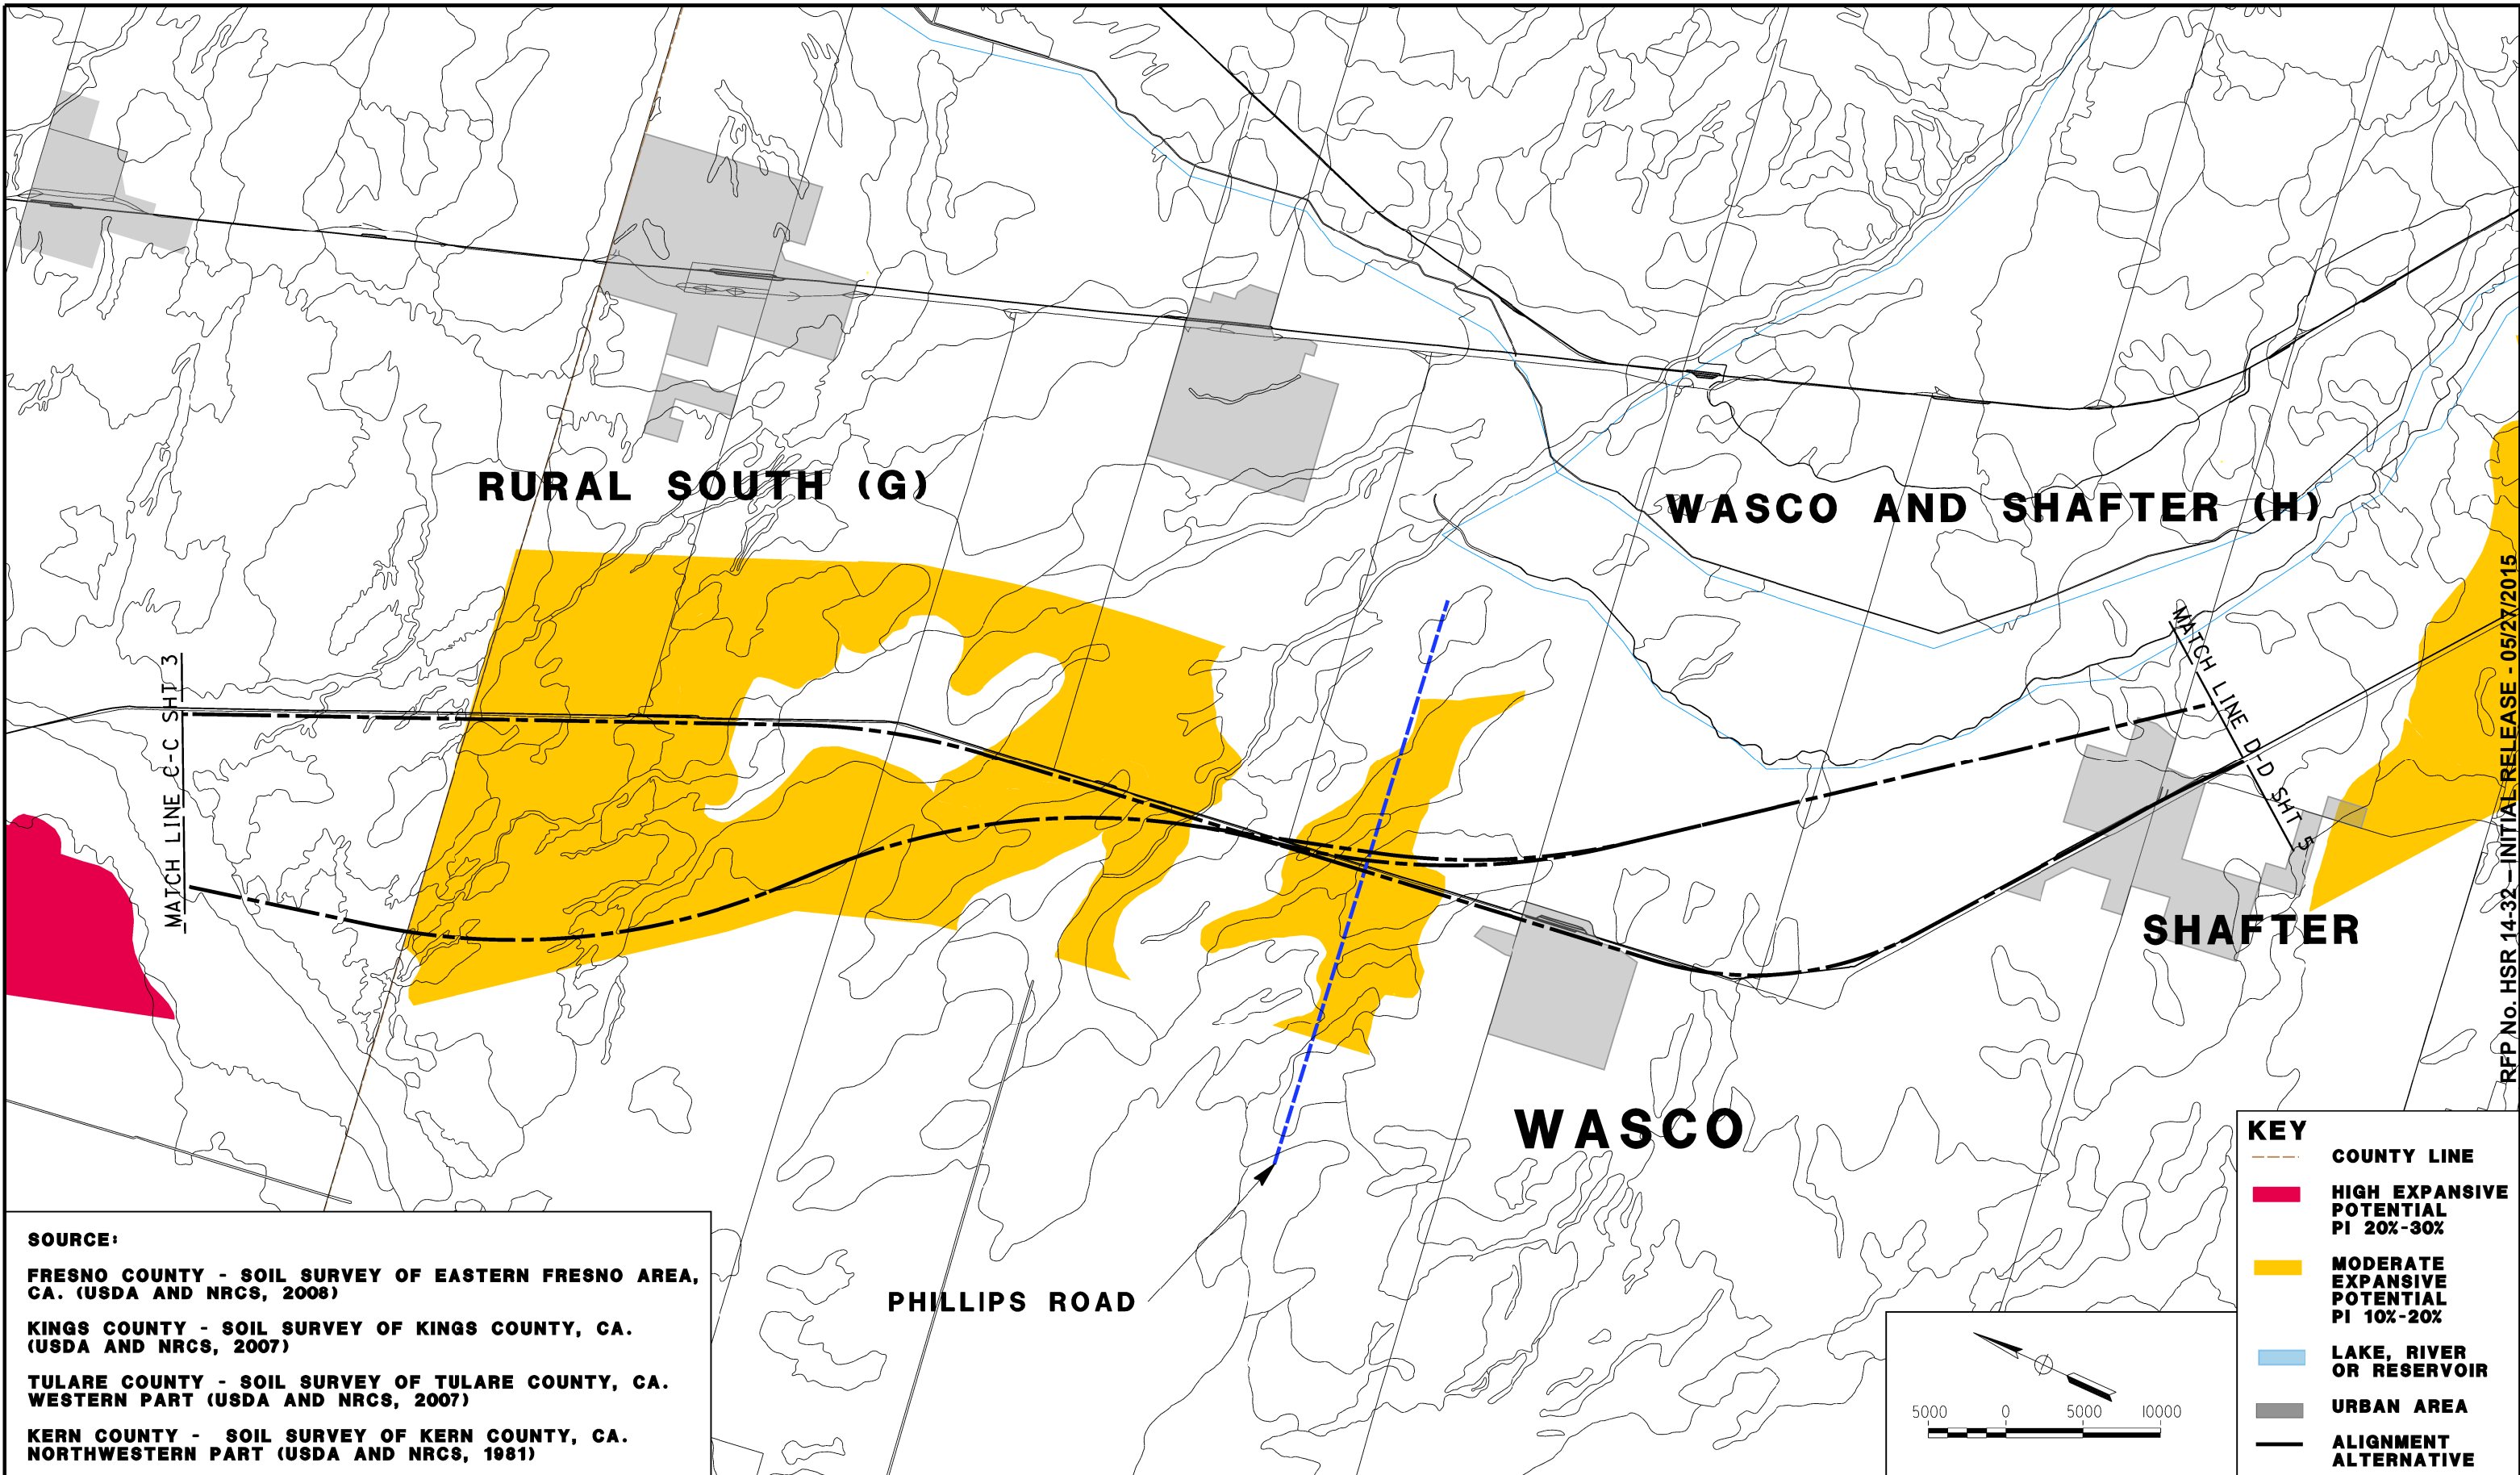 RURAL SOUTH (G)
WASCO AND SHAFTER (H)
MATCH LINE C-C SHT 3
MATCH LINE D-D SHT 5
SHAFTER
WASCO
PHILLIPS ROAD
RFP No. HSR 14-32 – INITIAL RELEASE - 05/27/2015
SOURCE:
FRESNO COUNTY - SOIL SURVEY OF EASTERN FRESNO AREA,
CA. (USDA AND NRCS, 2008)
KINGS COUNTY - SOIL SURVEY OF KINGS COUNTY, CA.
(USDA AND NRCS, 2007)
TULARE COUNTY - SOIL SURVEY OF TULARE COUNTY, CA.
WESTERN PART (USDA AND NRCS, 2007)
KERN COUNTY - SOIL SURVEY OF KERN COUNTY, CA.
NORTHWESTERN PART (USDA AND NRCS, 1981)
5000 0 5000 10000
KEY
COUNTY LINE
HIGH EXPANSIVE
POTENTIAL
PI 20%-30%
MODERATE
EXPANSIVE
POTENTIAL
PI 10%-20%
LAKE, RIVER
OR RESERVOIR
URBAN AREA
ALIGNMENT
ALTERNATIVE